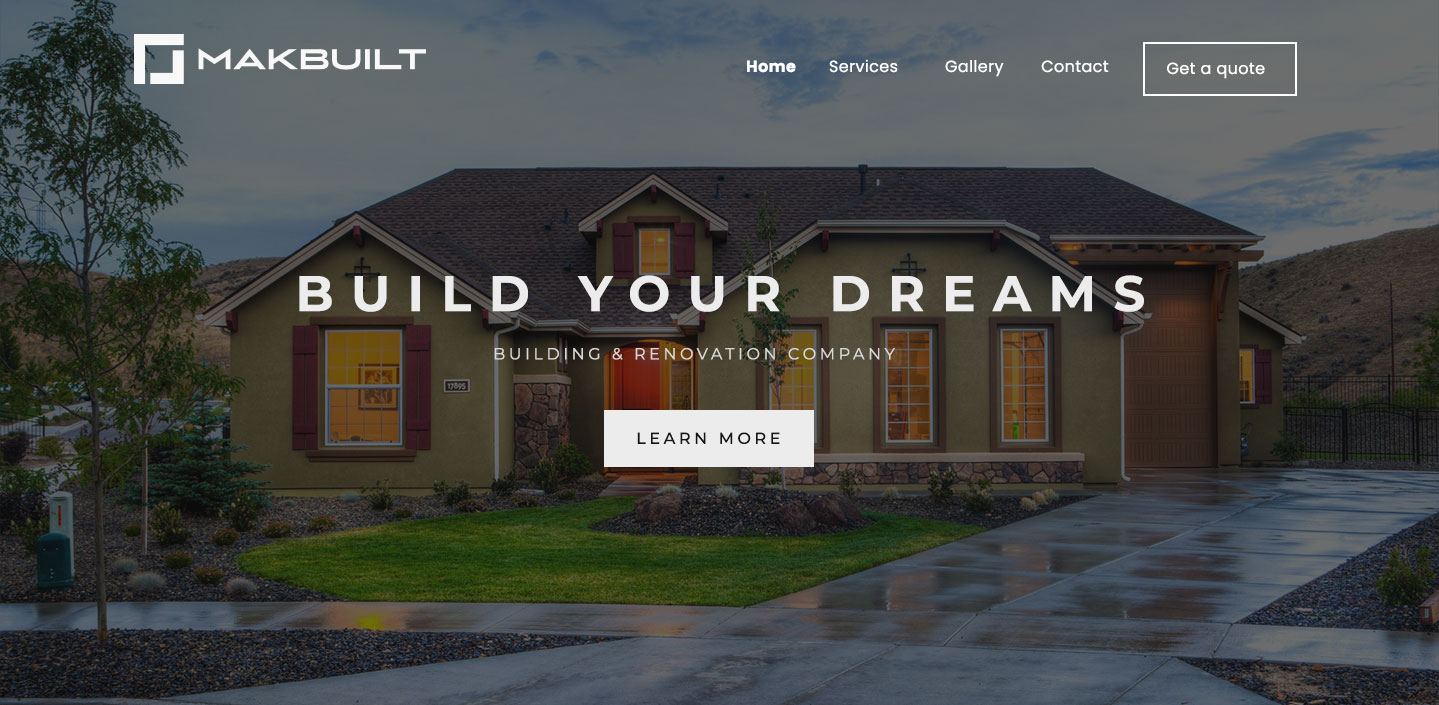 MAKBUILT
Home Services Gallery Contact Get a quote
BUILD YOUR DREAMS
BUILDING & RENOVATION COMPANY
17895
LEARN MORE